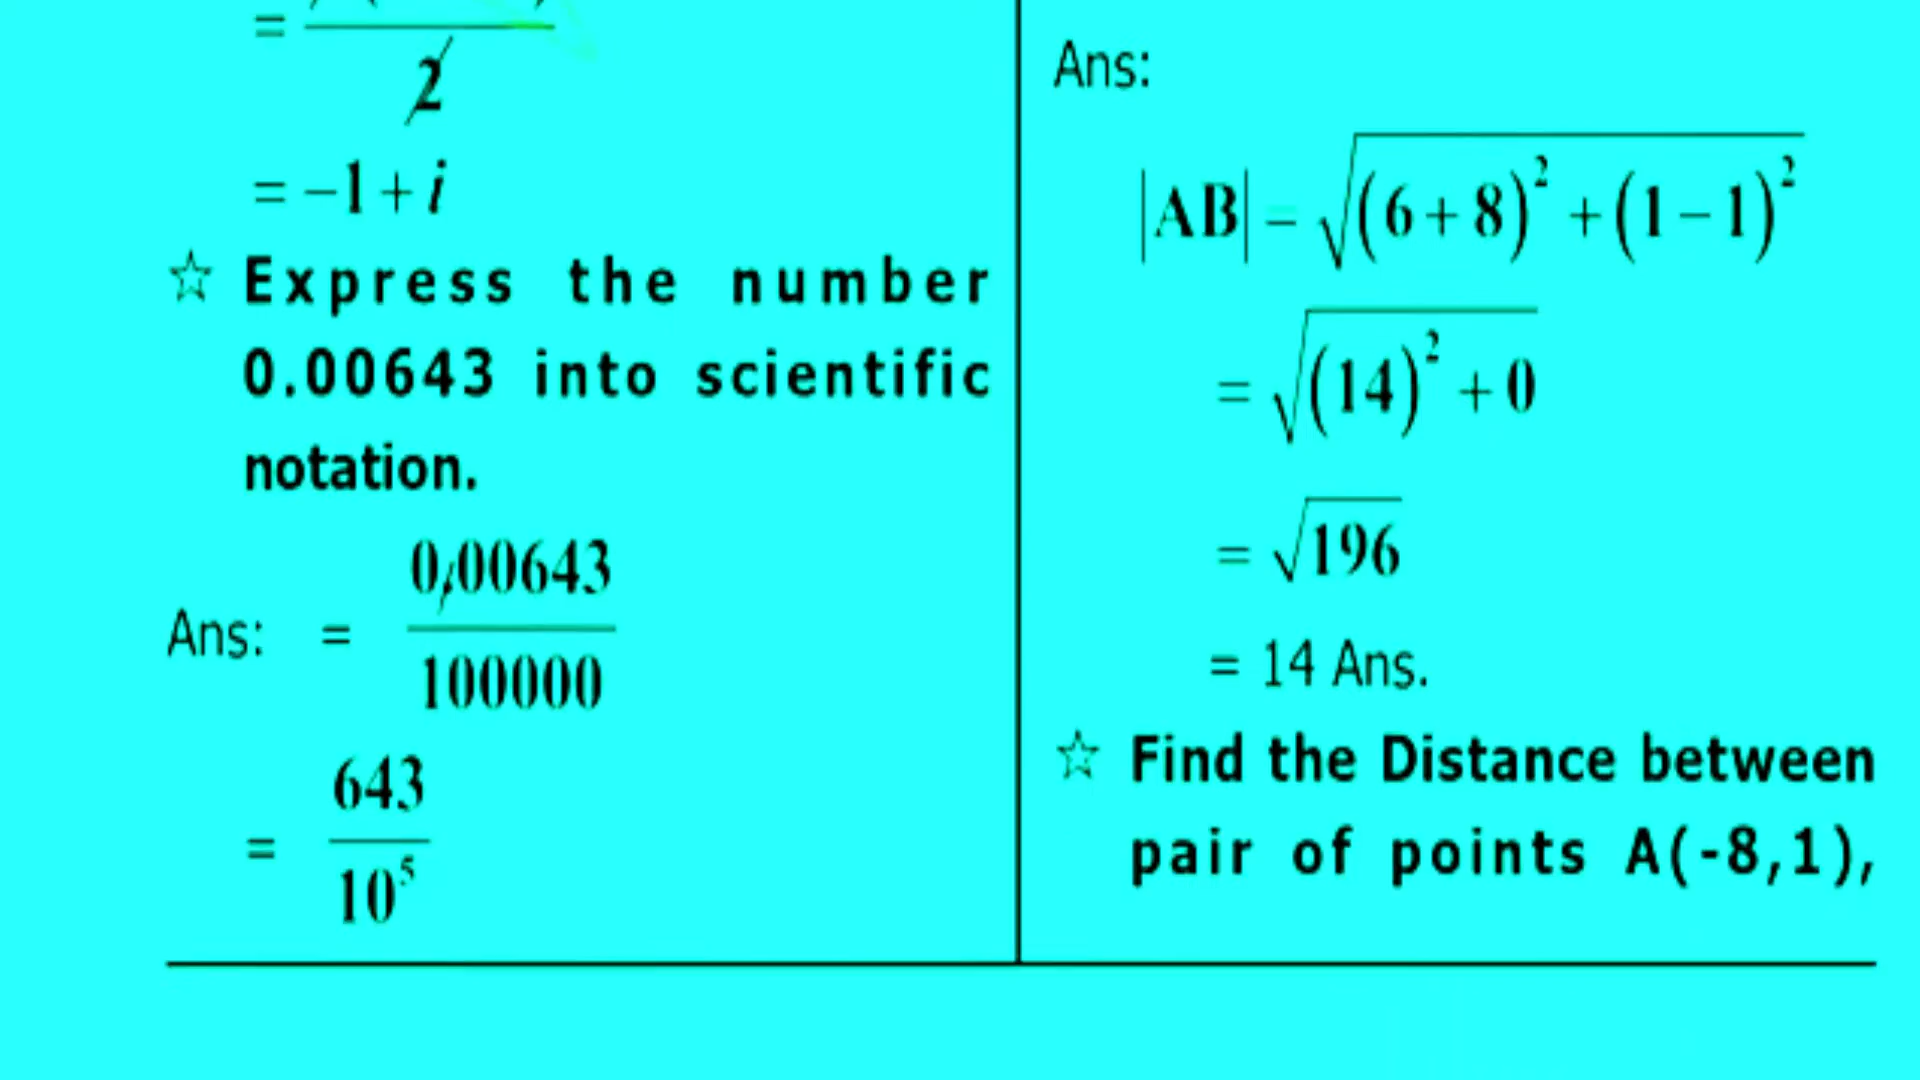 =
2
= −1 + i
☆ Express the number
0.00643 into scientific
notation.
Ans: = 0.00643 / 100000
= 643 / 10⁵
Ans:
|AB| = √((6+8)² + (1−1)²)
= √((14)² + 0)
= √196
= 14 Ans.
☆ Find the Distance between
pair of points A(-8,1),